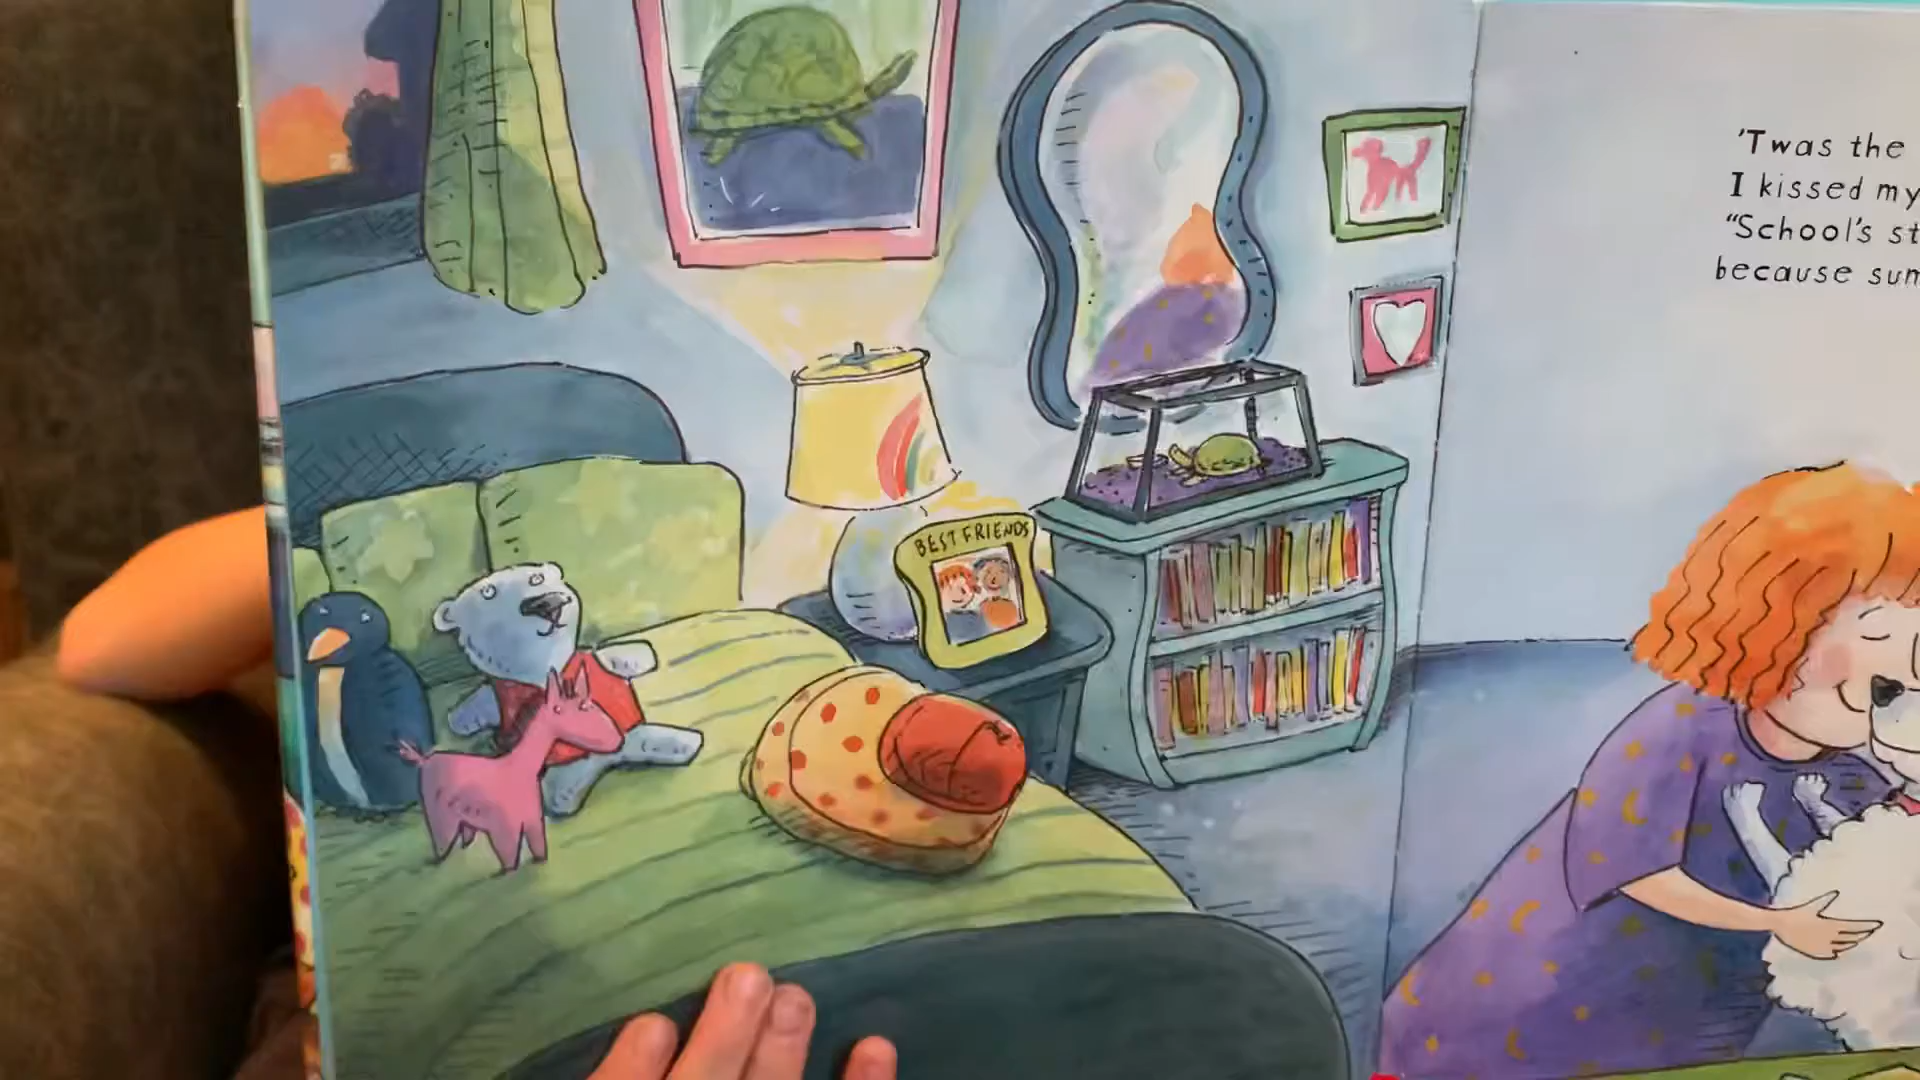 BEST FRIENDS
'Twas the
I kissed my
"School's st
because sum